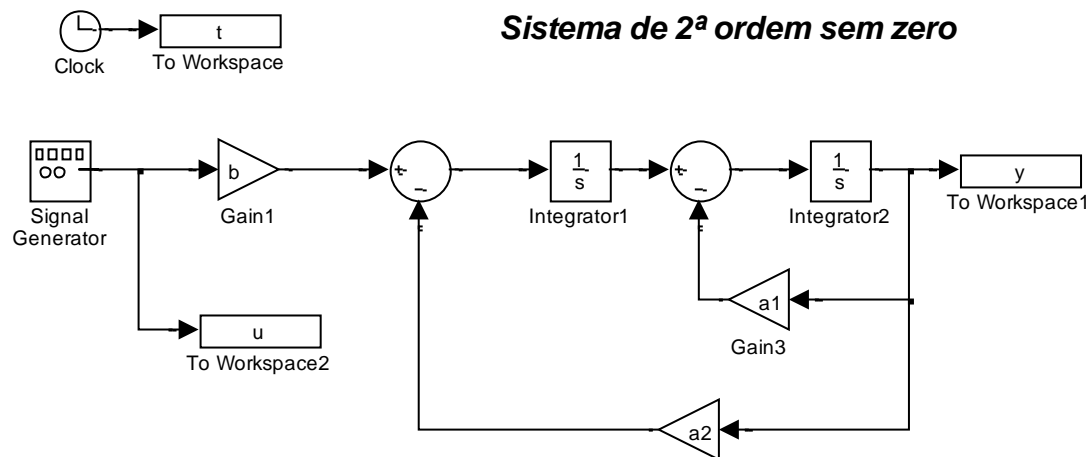 Sistema de 2ª ordem sem zero
t
Clock
To Workspace
b
+
−
1
s
+
−
1
s
y
Signal
Generator
Gain1
Integrator1
Integrator2
To Workspace1
a1
u
Gain3
To Workspace2
a2